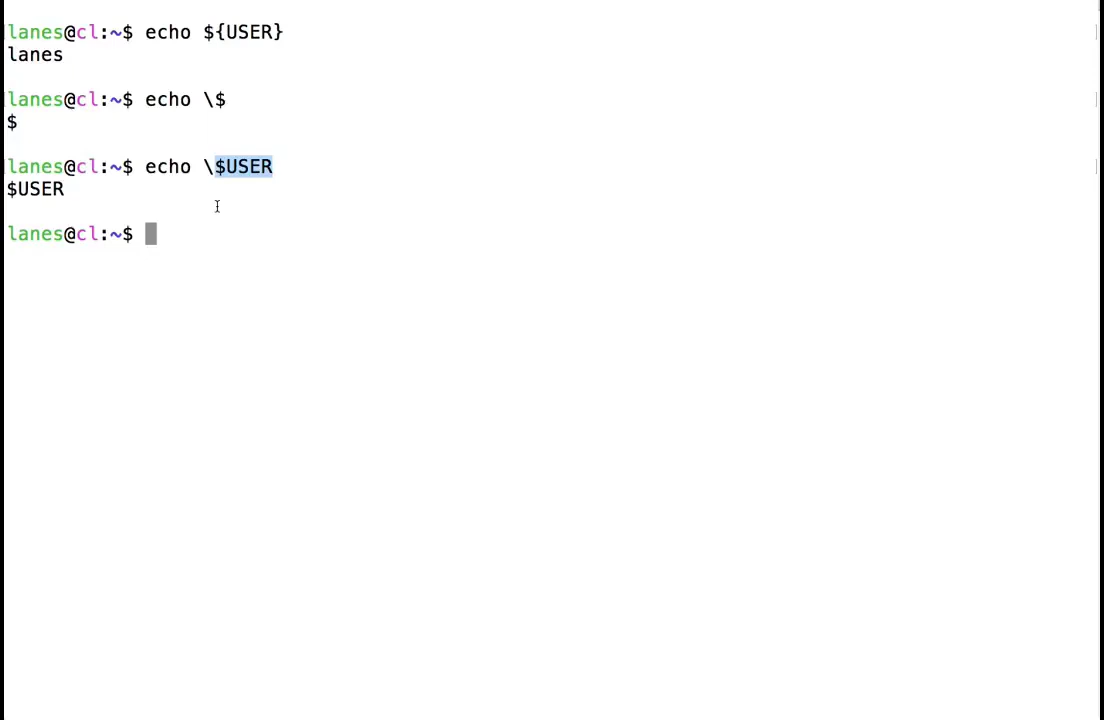 lanes@cl:~$ echo ${USER}
lanes
lanes@cl:~$ echo \$
$
lanes@cl:~$ echo \$USER
$USER
lanes@cl:~$